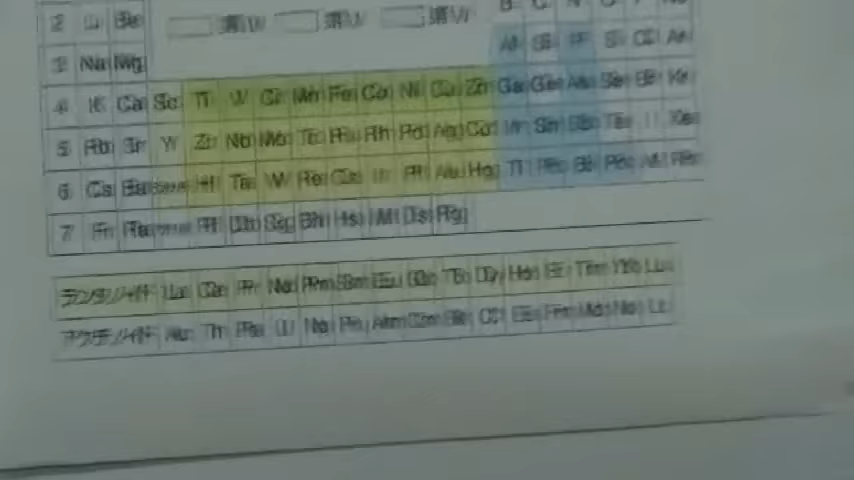 2 Li Be
3 Na Mg Al Si P S Cl Ar
4 K Ca Sc Ti V Cr Mn Fe Co Ni Cu Zn Ga Ge As Se Br Kr
5 Rb Sr Y Zr Nb Mo Tc Ru Rh Pd Ag Cd In Sn Sb Te I Xe
6 Cs Ba Hf Ta W Re Os Ir Pt Au Hg Tl Pb Bi Po At Rn
7 Fr Ra Rf Db Sg Bh Hs Mt Ds Rg
ランタノイド La Ce Pr Nd Pm Sm Eu Gd Tb Dy Ho Er Tm Yb Lu
アクチノイド Ac Th Pa U Np Pu Am Cm Bk Cf Es Fm Md No Lr